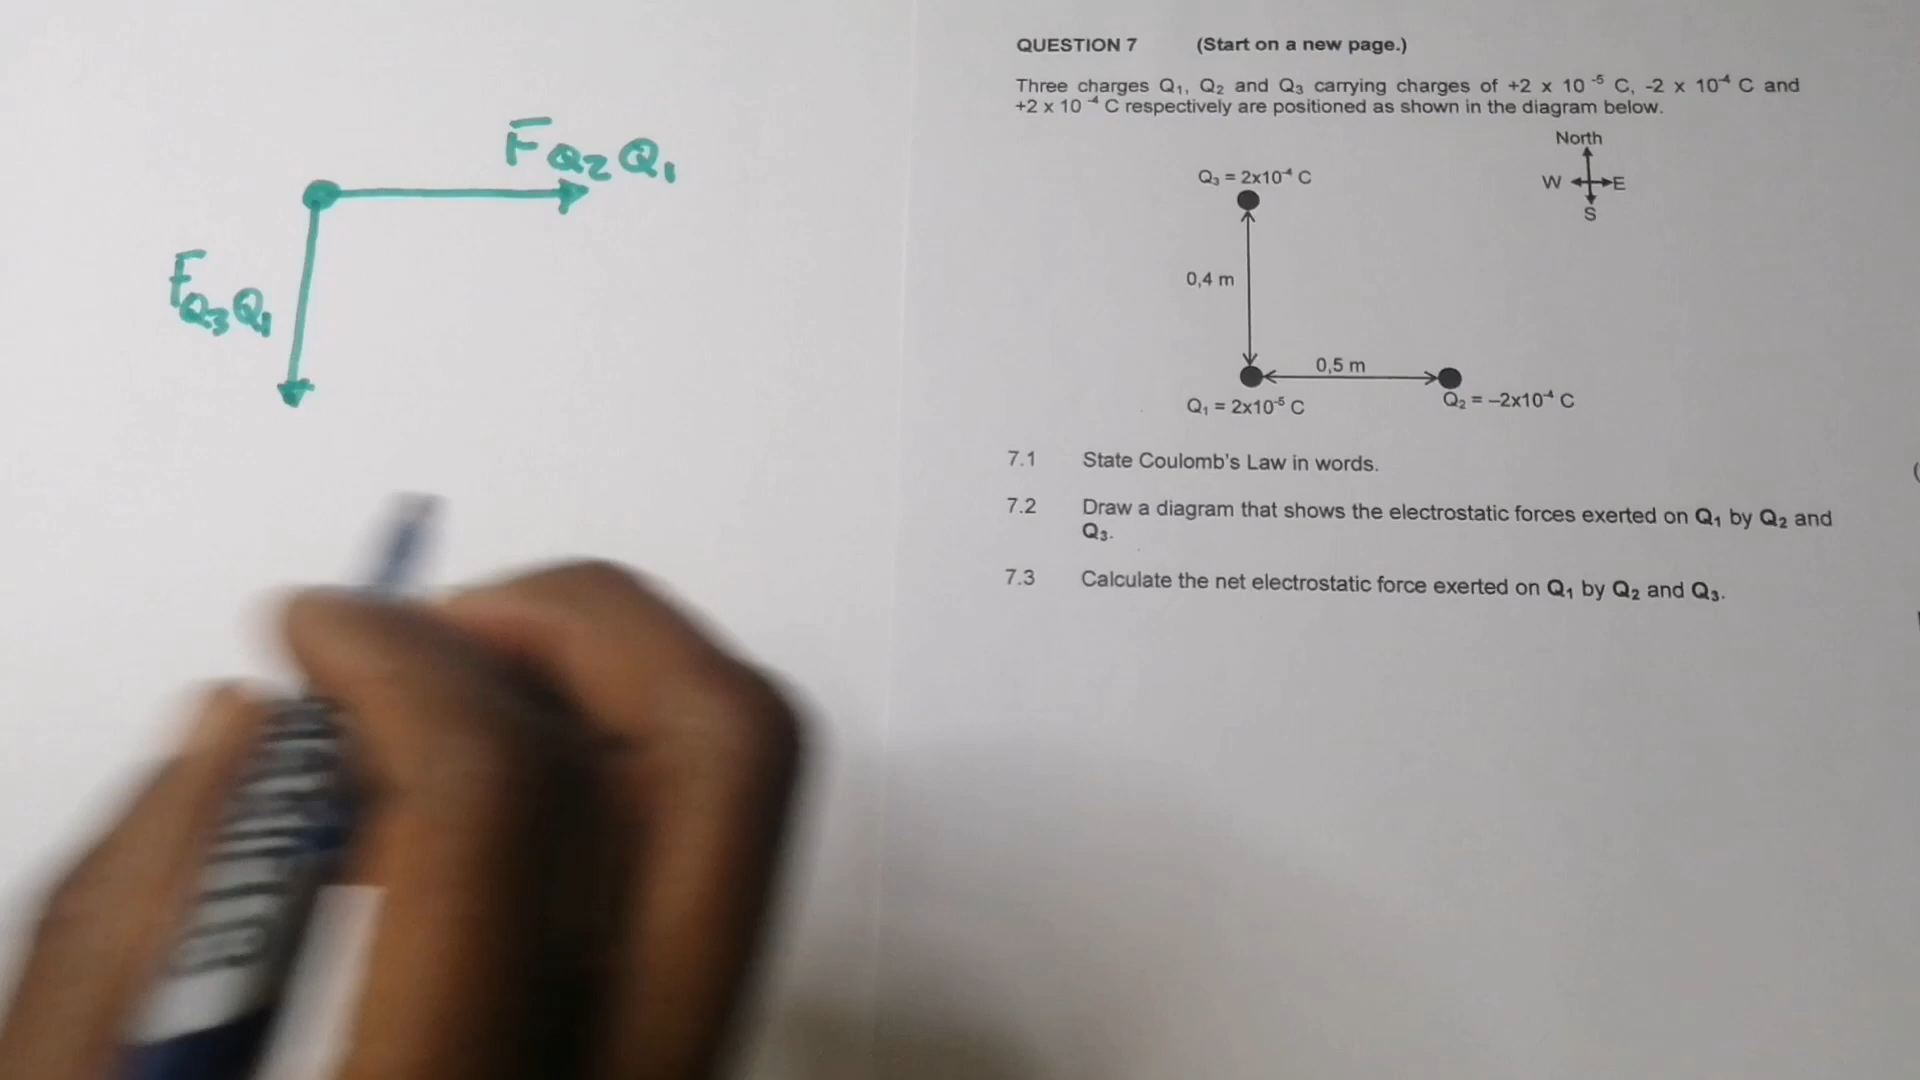 F Q2 Q1
F Q3 Q1
QUESTION 7 (Start on a new page.)
Three charges Q₁, Q₂ and Q₃ carrying charges of +2 x 10 ⁻⁵ C, -2 x 10⁻⁴ C and
+2 x 10 ⁻⁴ C respectively are positioned as shown in the diagram below.
North
W E
S
Q₃ = 2x10⁻⁴ C
0,4 m
0,5 m
Q₁ = 2x10⁻⁵ C
Q₂ = –2x10⁻⁴ C
7.1 State Coulomb's Law in words.
7.2 Draw a diagram that shows the electrostatic forces exerted on Q₁ by Q₂ and
Q₃.
7.3 Calculate the net electrostatic force exerted on Q₁ by Q₂ and Q₃.